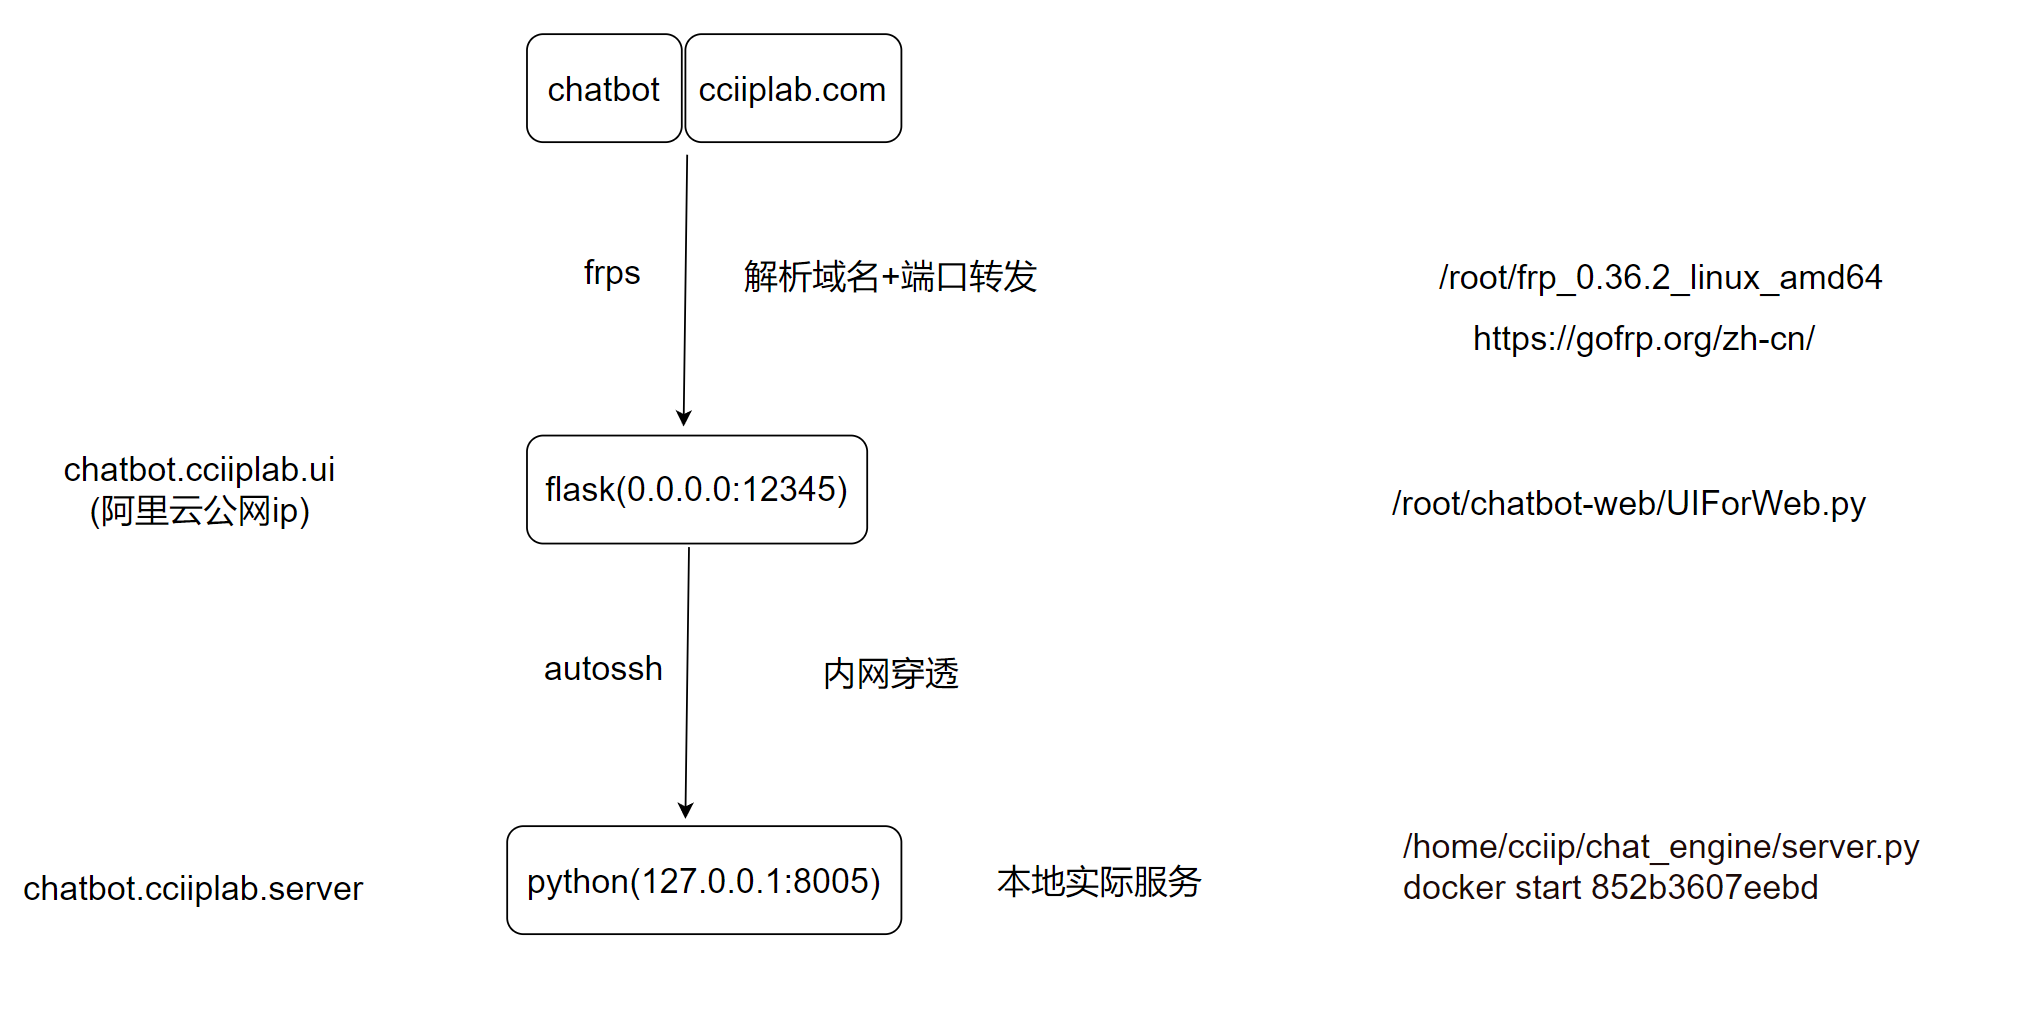 chatbot
cciiplab.com
frps
解析域名+端口转发
/root/frp_0.36.2_linux_amd64
https://gofrp.org/zh-cn/
chatbot.cciiplab.ui
(阿里云公网ip)
flask(0.0.0.0:12345)
/root/chatbot-web/UIForWeb.py
autossh
内网穿透
chatbot.cciiplab.server
python(127.0.0.1:8005)
本地实际服务
/home/cciip/chat_engine/server.py
docker start 852b3607eebd